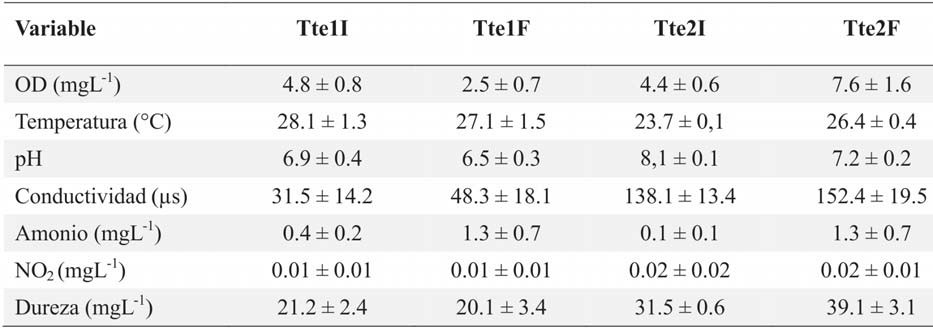 Variable Tte1I Tte1F Tte2I Tte2F
OD (mgL-1) 4.8 ± 0.8 2.5 ± 0.7 4.4 ± 0.6 7.6 ± 1.6
Temperatura (°C) 28.1 ± 1.3 27.1 ± 1.5 23.7 ± 0,1 26.4 ± 0.4
pH 6.9 ± 0.4 6.5 ± 0.3 8,1 ± 0.1 7.2 ± 0.2
Conductividad (µs) 31.5 ± 14.2 48.3 ± 18.1 138.1 ± 13.4 152.4 ± 19.5
Amonio (mgL-1) 0.4 ± 0.2 1.3 ± 0.7 0.1 ± 0.1 1.3 ± 0.7
NO2 (mgL-1) 0.01 ± 0.01 0.01 ± 0.01 0.02 ± 0.02 0.02 ± 0.01
Dureza (mgL-1) 21.2 ± 2.4 20.1 ± 3.4 31.5 ± 0.6 39.1 ± 3.1